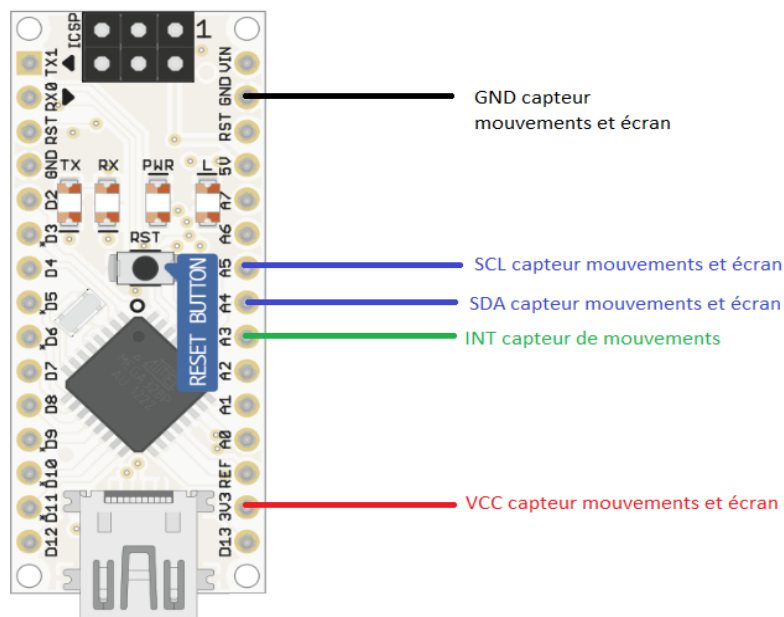 ICSP
1
TX1
RX0
RST
GND
D2
D3
D4
D5
D6
D7
D8
D9
D10
D11
D12
TX RX PWR L
RST
RESET BUTTON
VIN
GND
RST
5V
A7
A6
A5
A4
A3
A2
A1
A0
REF
3V3
D13
GND capteur
mouvements et écran
SCL capteur mouvements et écran
SDA capteur mouvements et écran
INT capteur de mouvements
VCC capteur mouvements et écran